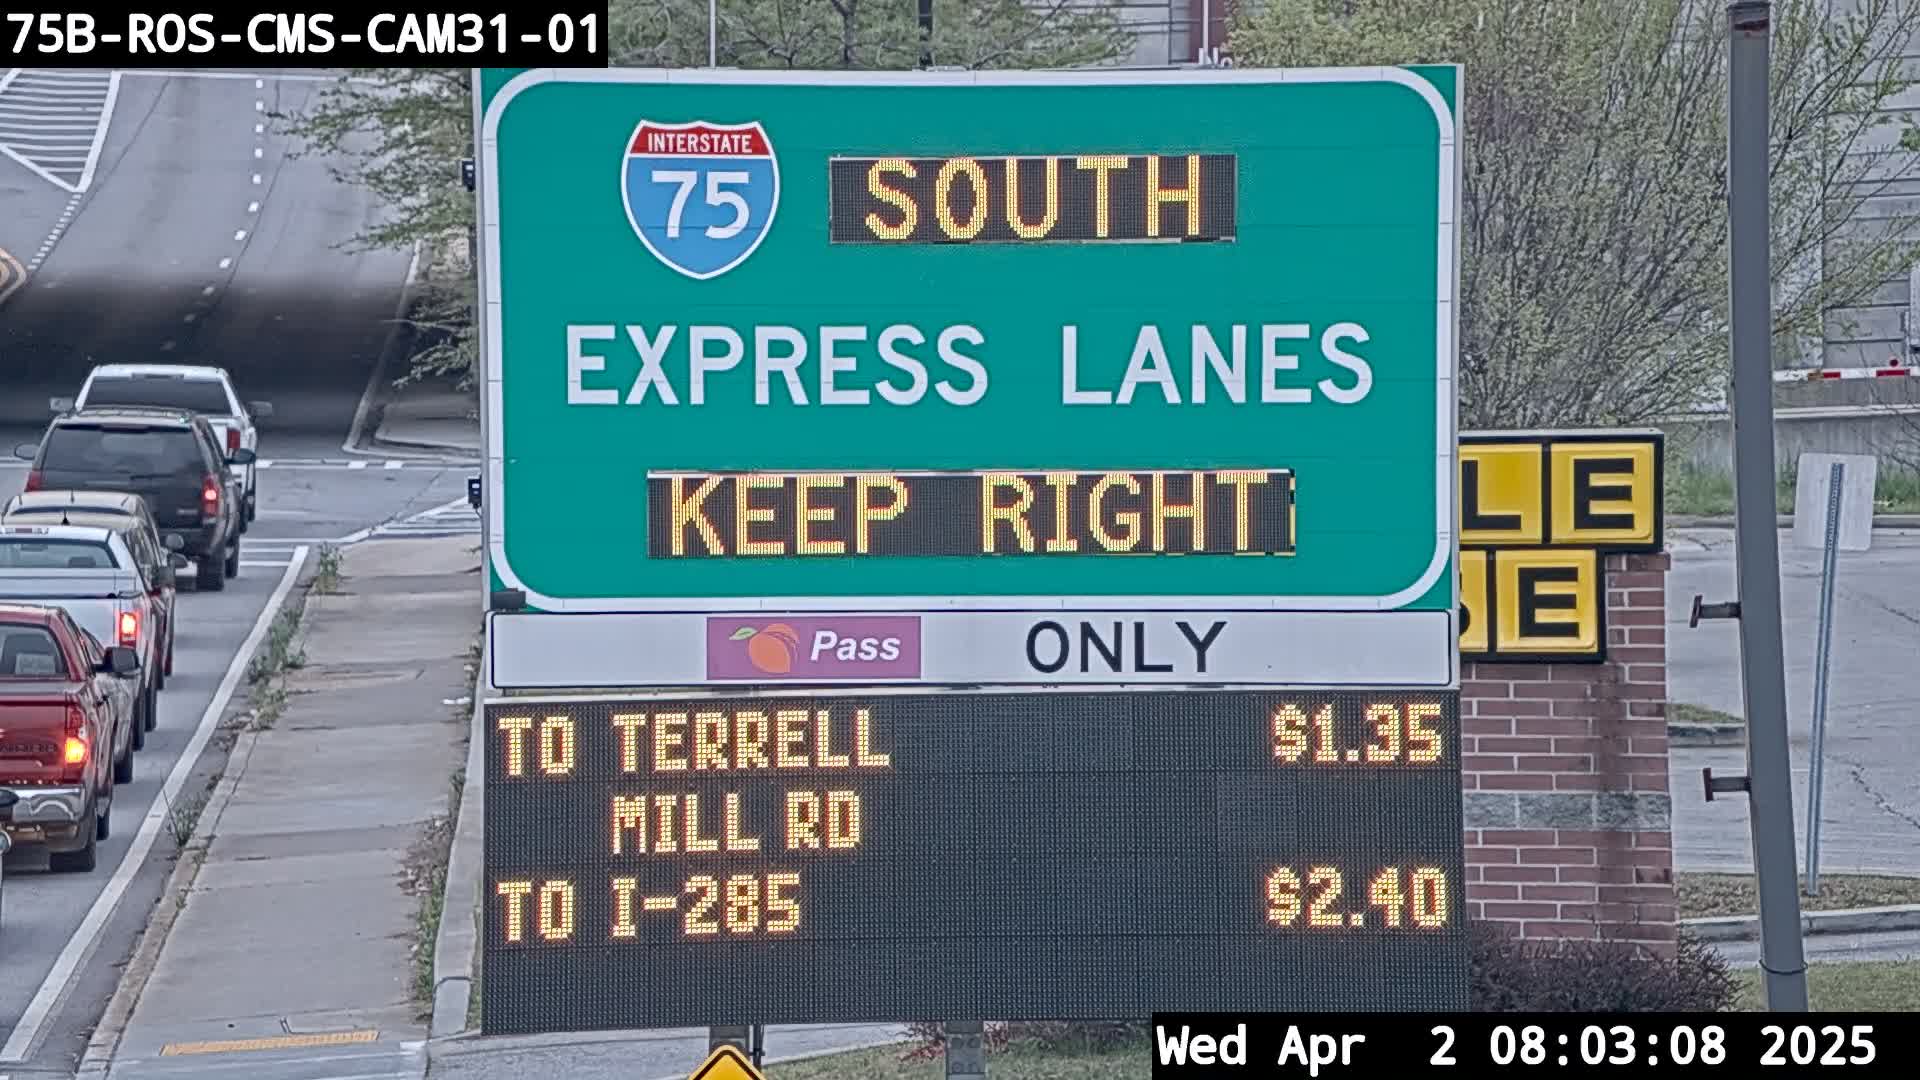 75B-ROS-CMS-CAM31-01
INTERSTATE
75
SOUTH
EXPRESS LANES
KEEP RIGHT
Pass ONLY
TO TERRELL $1.35
MILL RD
TO I-285 $2.40
LE
E
Wed Apr 2 08:03:08 2025